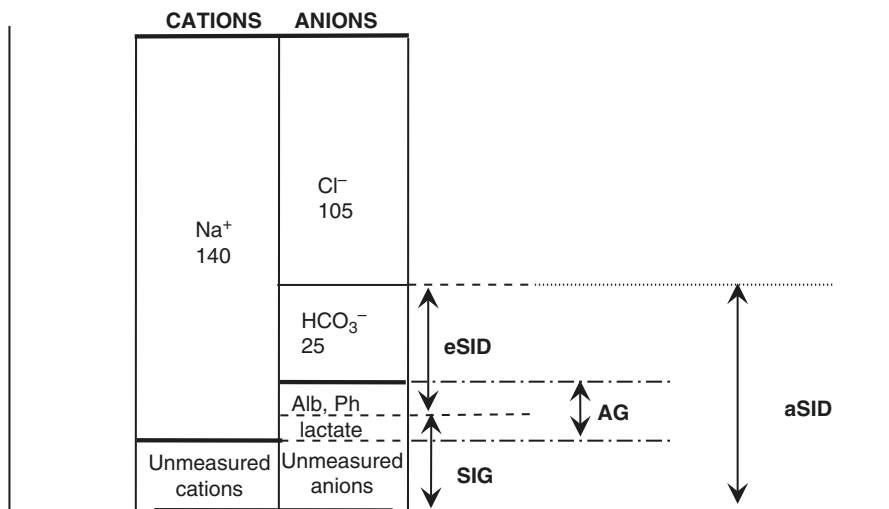 CATIONS ANIONS
Cl⁻
105
Na⁺
140
HCO₃⁻
25
eSID
Alb, Ph
AG
aSID
lactate
Unmeasured
cations
Unmeasured
anions
SIG